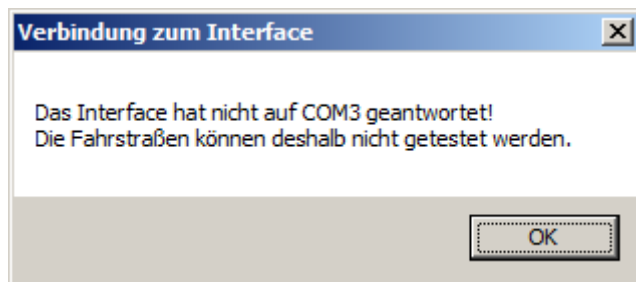 Verbindung zum Interface
Das Interface hat nicht auf COM3 geantwortet!
Die Fahrstraßen können deshalb nicht getestet werden.
OK